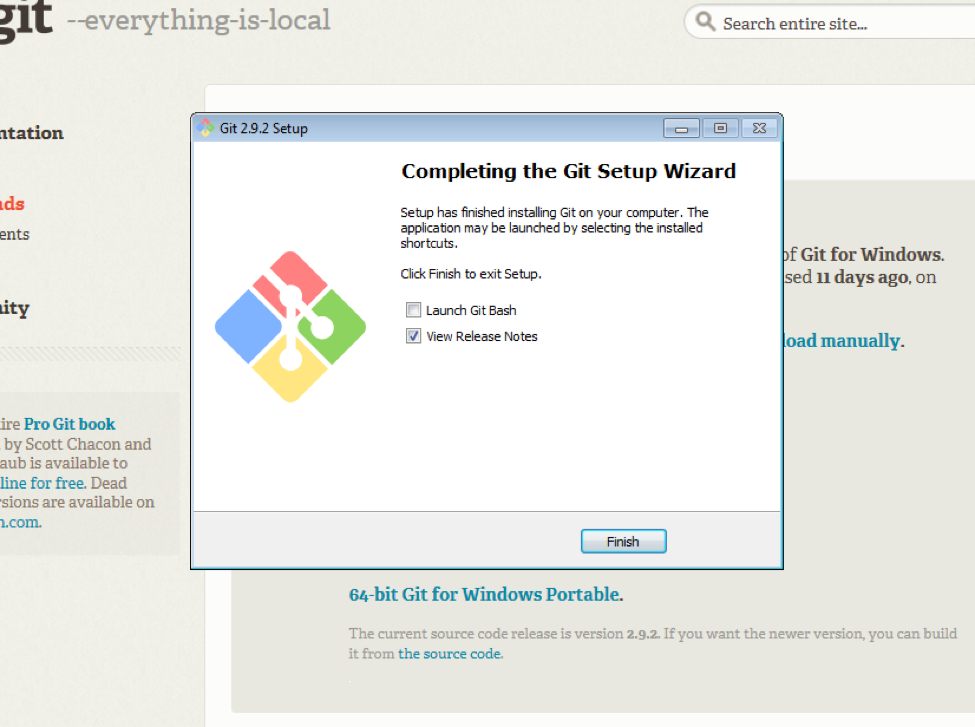 git --everything-is-local
Search entire site...
Git 2.9.2 Setup
Completing the Git Setup Wizard
Setup has finished installing Git on your computer. The
application may be launched by selecting the installed
shortcuts.
Click Finish to exit Setup.
Launch Git Bash
View Release Notes
Finish
ntation
ds
ents
ity
ire Pro Git book
by Scott Chacon and
aub is available to
line for free. Dead
rsions are available on
n.com.
of Git for Windows.
sed 11 days ago, on
load manually.
64-bit Git for Windows Portable.
The current source code release is version 2.9.2. If you want the newer version, you can build
it from the source code.